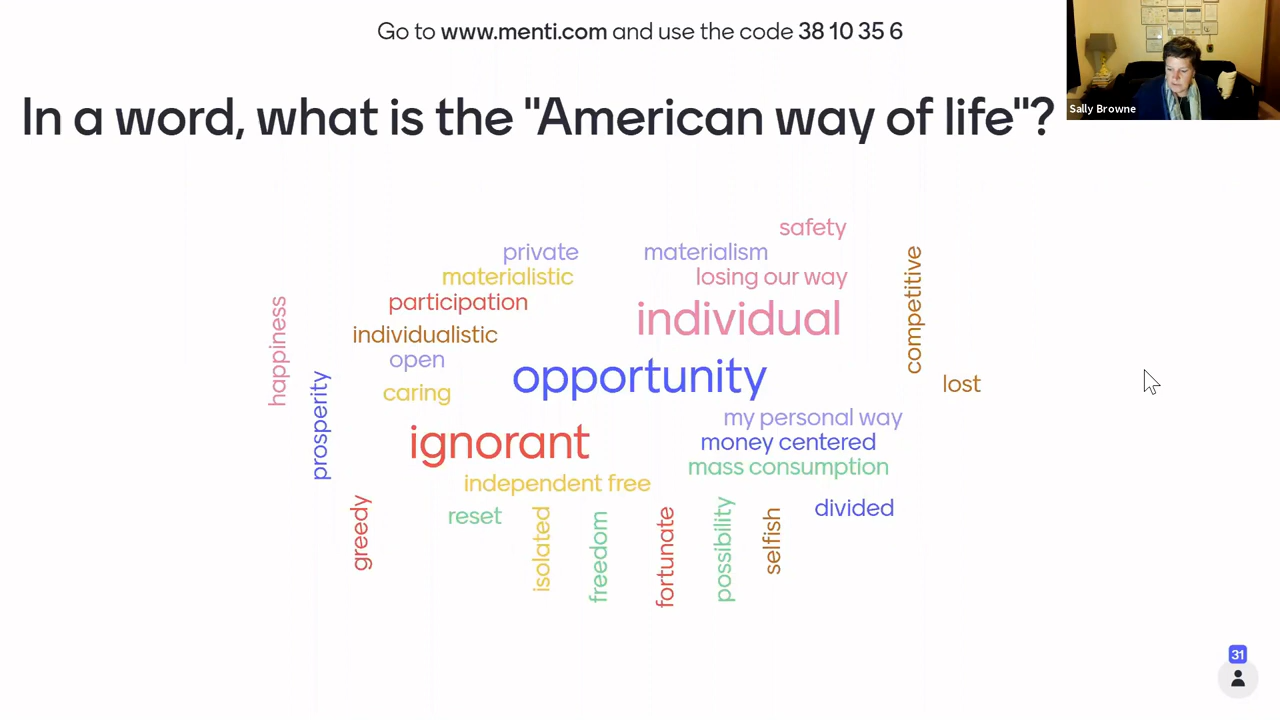 Go to www.menti.com and use the code 38 10 35 6
Sally Browne
In a word, what is the "American way of life"?
safety
private
materialism
competitive
materialistic
losing our way
happiness
participation
individual
individualistic
open
opportunity
prosperity
caring
lost
my personal way
ignorant
money centered
mass consumption
independent free
greedy
reset
isolated
freedom
fortunate
possibility
selfish
divided
31